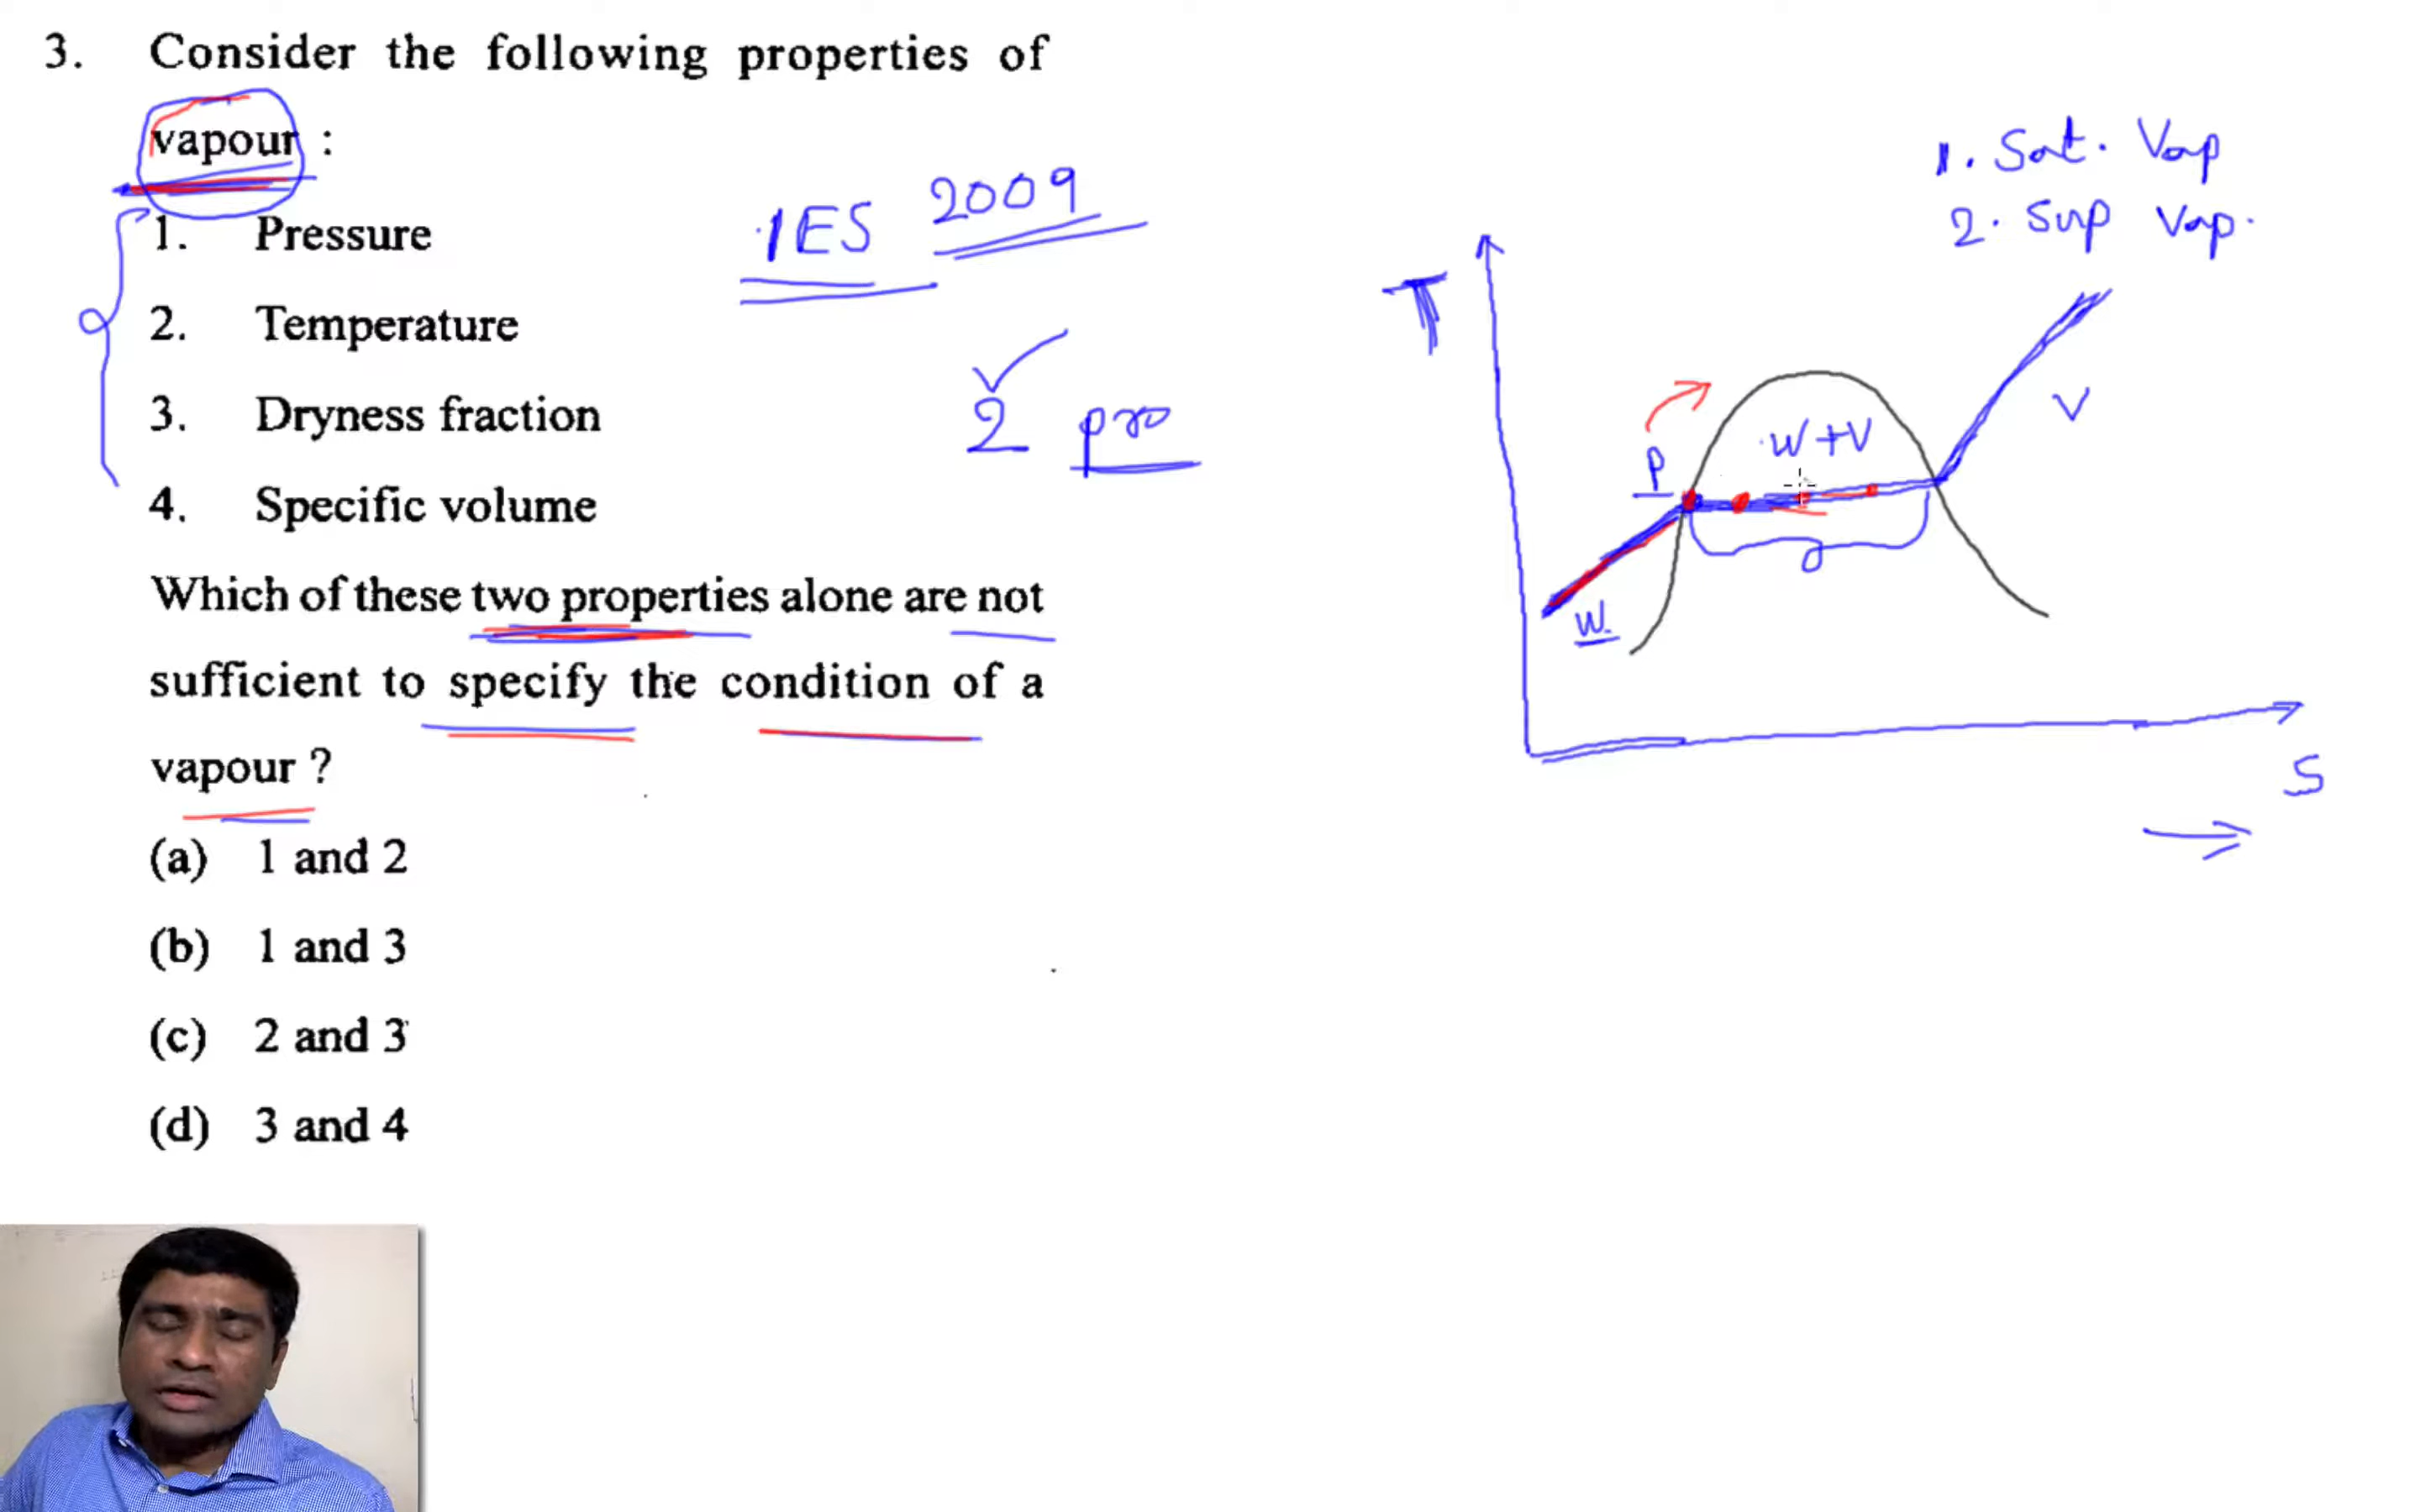 3. Consider the following properties of
vapour :
1. Pressure
2. Temperature
3. Dryness fraction
4. Specific volume
Which of these two properties alone are not
sufficient to specify the condition of a
vapour ?
(a) 1 and 2
(b) 1 and 3
(c) 2 and 3
(d) 3 and 4
IES 2009
2 pro
1. Sat. Vap
2. Sup Vap.
T
P
W+V
V
W.
S